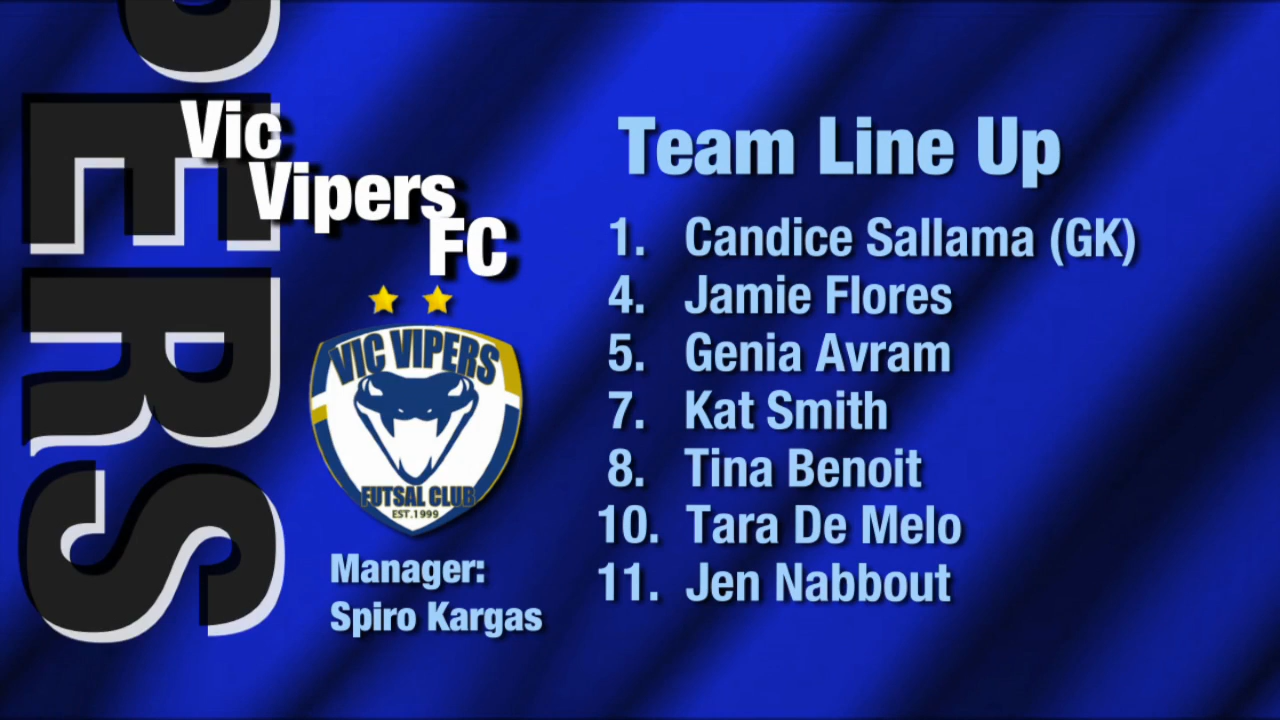 PERS
Vic
Vipers
FC
VIC VIPERS
FUTSAL CLUB
EST.1999
Manager:
Spiro Kargas
Team Line Up
1. Candice Sallama (GK)
4. Jamie Flores
5. Genia Avram
7. Kat Smith
8. Tina Benoit
10. Tara De Melo
11. Jen Nabbout